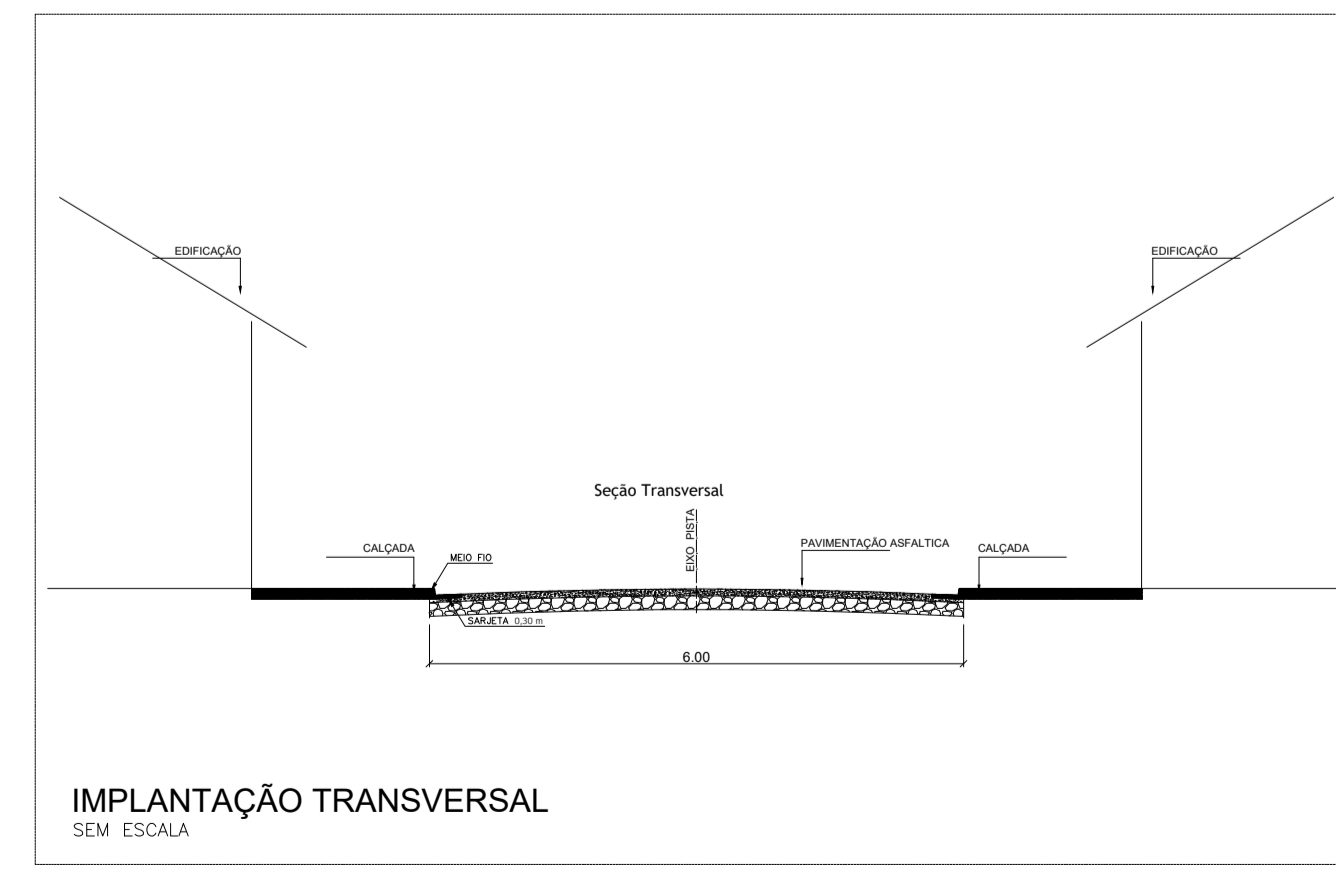 EDIFICAÇÃO
EDIFICAÇÃO
Seção Transversal
EIXO PISTA
CALÇADA
MEIO FIO
PAVIMENTAÇÃO ASFALTICA
CALÇADA
SARJETA 0,30 m
6.00
IMPLANTAÇÃO TRANSVERSAL
SEM ESCALA